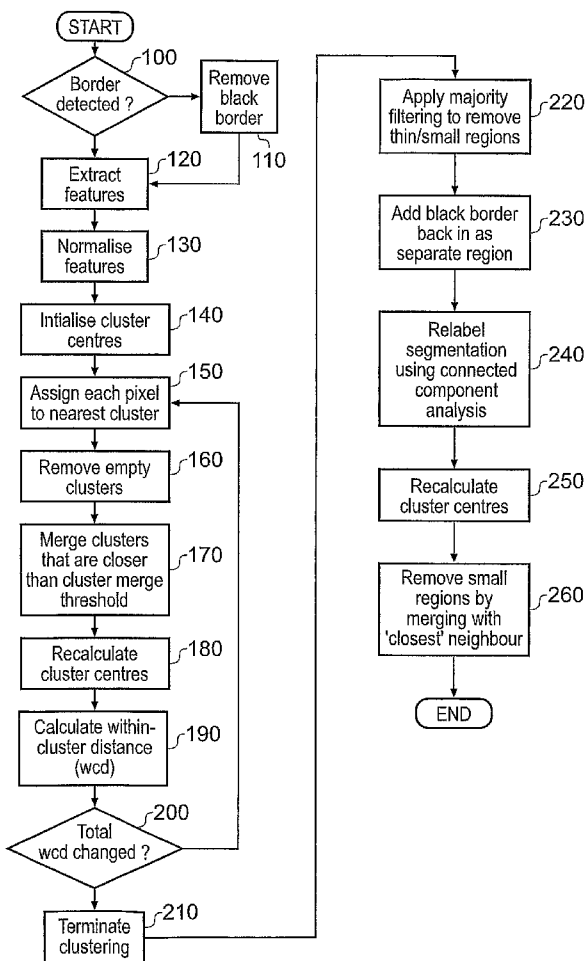 START
100
Border
detected ?
Remove
black
border
110
120
Extract
features
130
Normalise
features
140
Intialise cluster
centres
150
Assign each pixel
to nearest cluster
160
Remove empty
clusters
170
Merge clusters
that are closer
than cluster merge
threshold
180
Recalculate
cluster centres
190
Calculate within-
cluster distance
(wcd)
200
Total
wcd changed ?
210
Terminate
clustering
220
Apply majority
filtering to remove
thin/small regions
230
Add black border
back in as
separate region
240
Relabel
segmentation
using connected
component
analysis
250
Recalculate
cluster centres
260
Remove small
regions by
merging with
'closest' neighbour
END